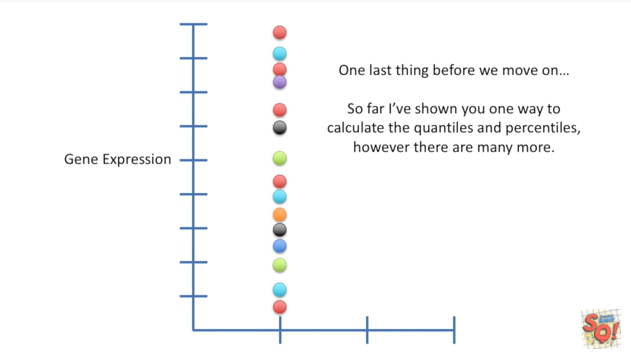 One last thing before we move on...
So far I've shown you one way to
calculate the quantiles and percentiles,
however there are many more.
Gene Expression
SQ!